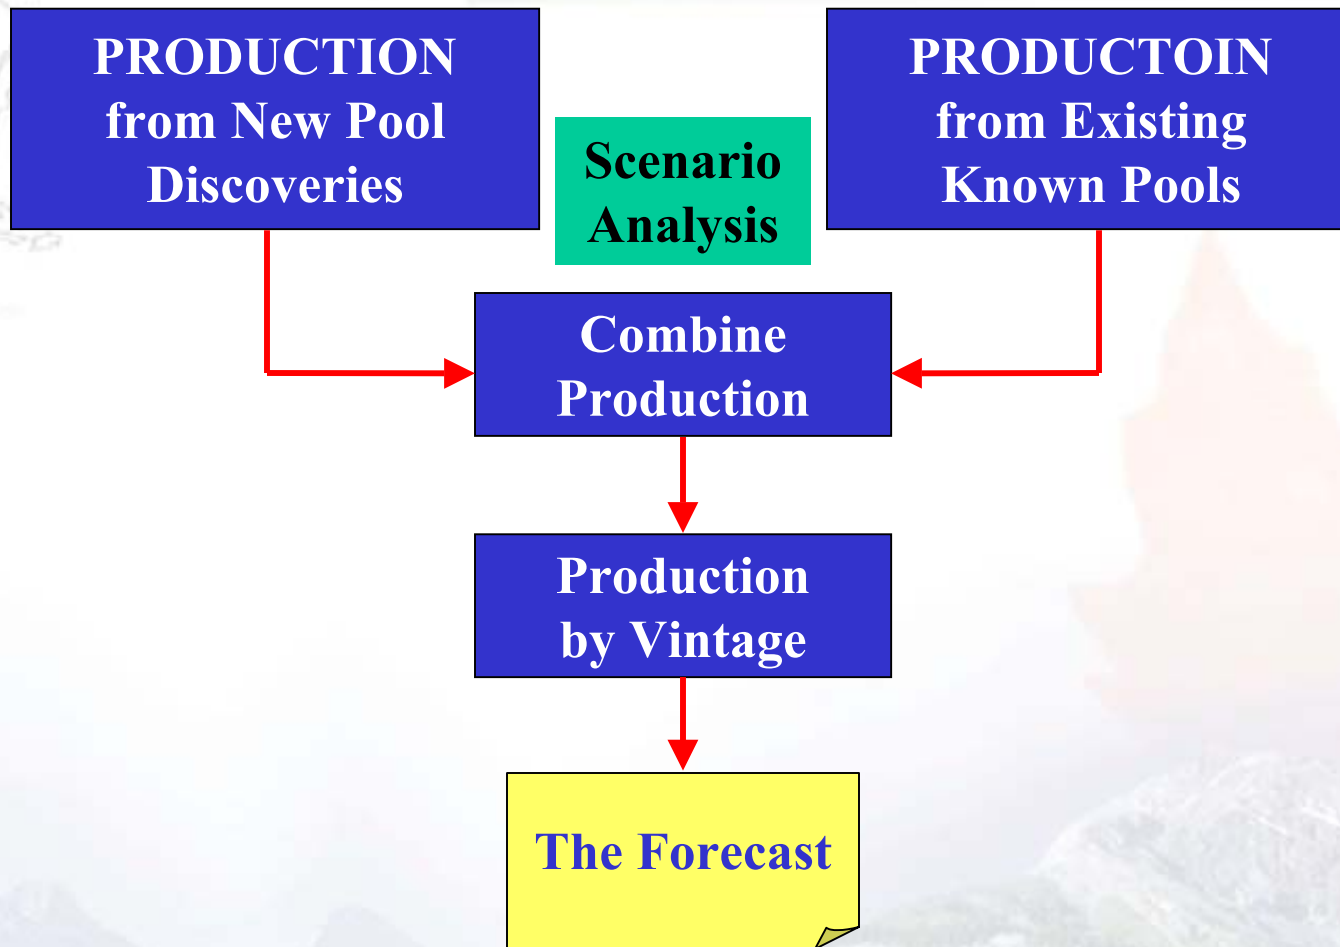 PRODUCTION
from New Pool
Discoveries
PRODUCTOIN
from Existing
Known Pools
Scenario
Analysis
Combine
Production
Production
by Vintage
The Forecast